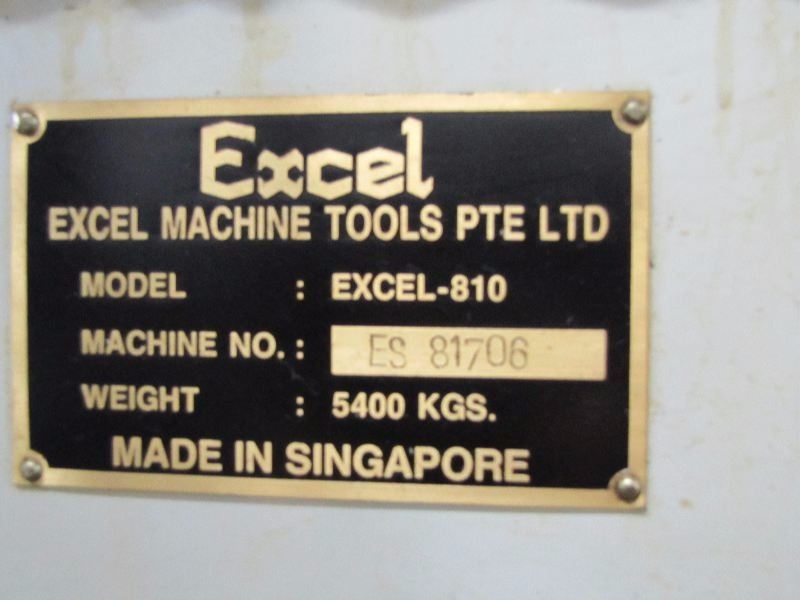 Excel
EXCEL MACHINE TOOLS PTE LTD
MODEL : EXCEL-810
MACHINE NO. : ES 81706
WEIGHT : 5400 KGS.
MADE IN SINGAPORE